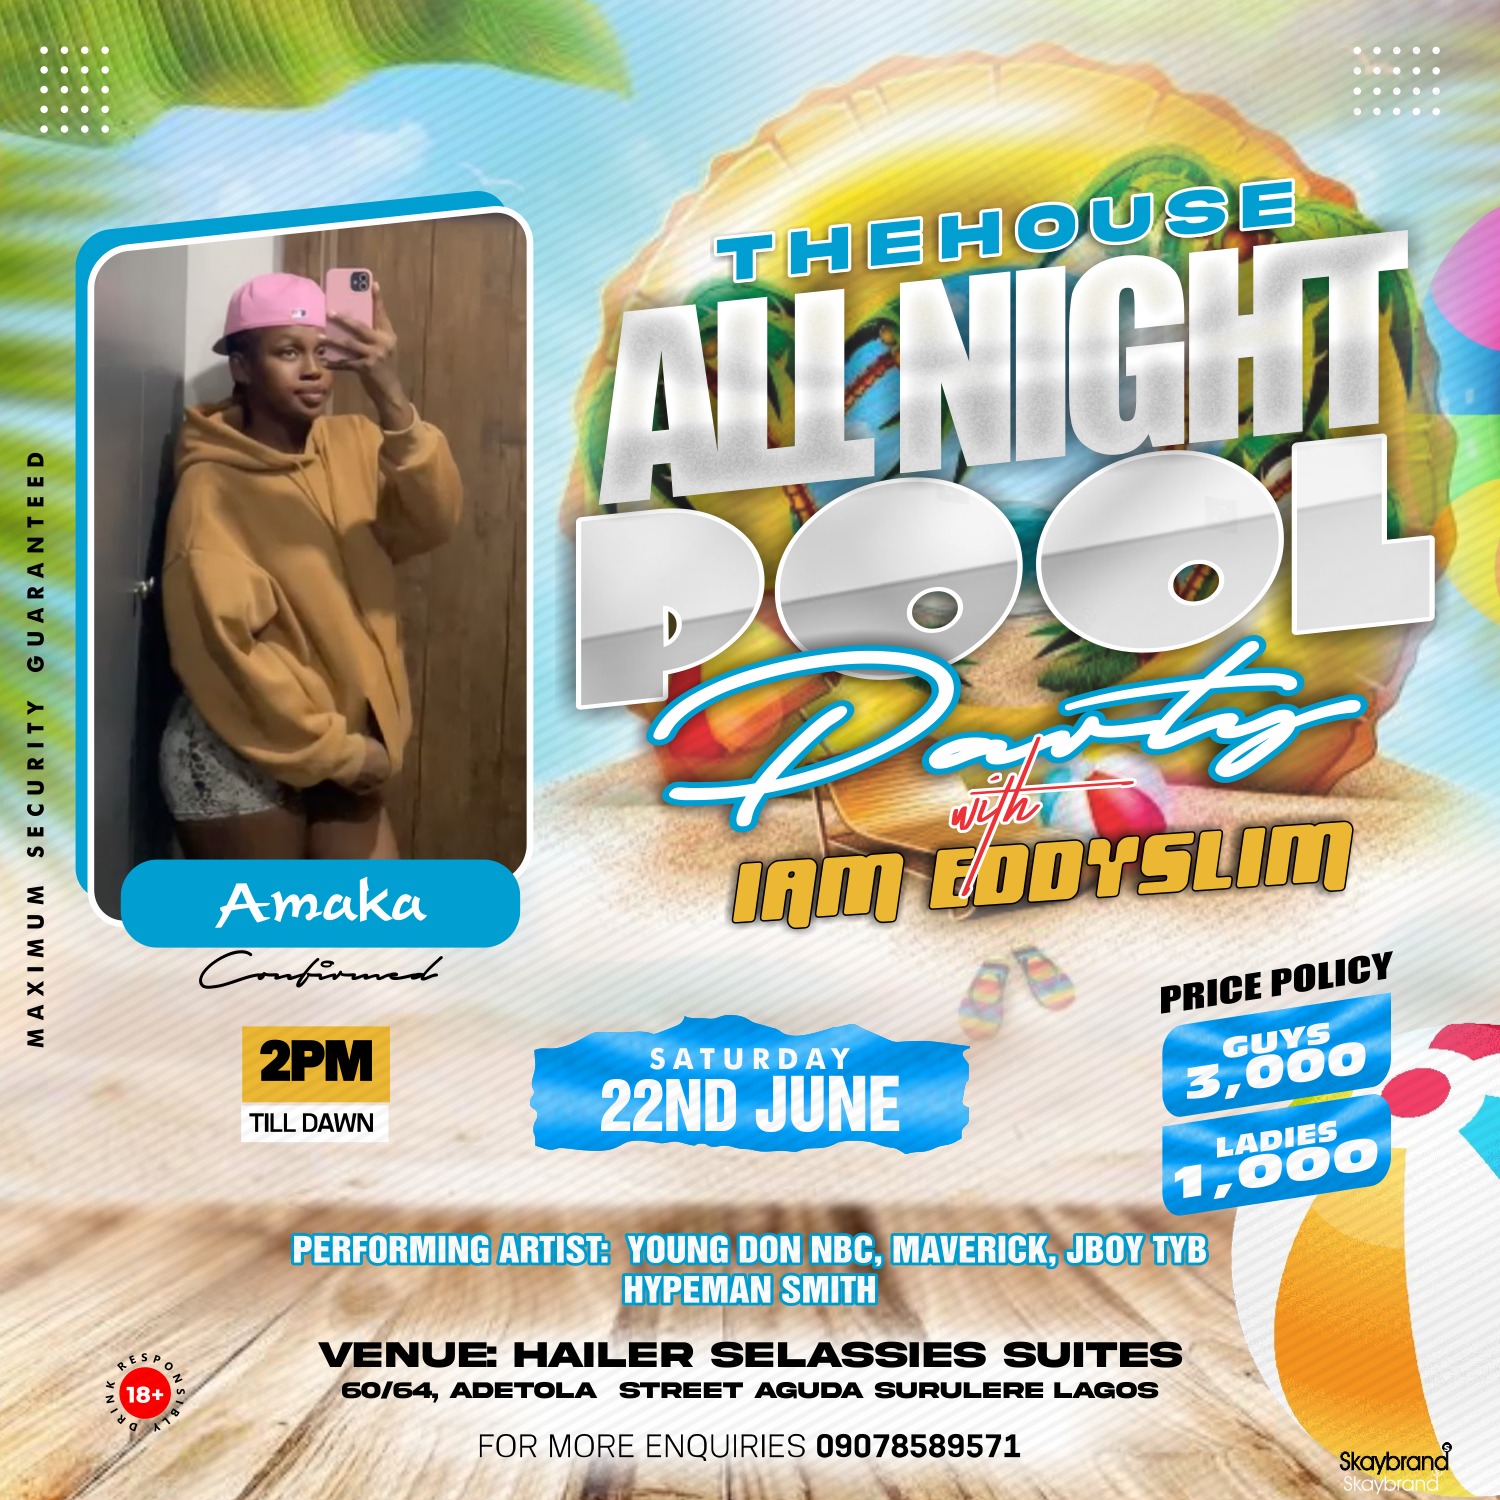 THEHOUSE
ALL NIGHT
POOL
Party
with
IAM EDDYSLIM
MAXIMUM SECURITY GUARANTEED
Amaka
Confirmed
2PM
TILL DAWN
SATURDAY
22ND JUNE
PRICE POLICY
GUYS
3,000
LADIES
1,000
PERFORMING ARTIST: YOUNG DON NBC, MAVERICK, JBOY TYB
HYPEMAN SMITH
VENUE: HAILER SELASSIES SUITES
60/64, ADETOLA STREET AGUDA SURULERE LAGOS
DRINK RESPONSIBLY
18+
FOR MORE ENQUIRIES 09078589571
Skaybrand S
Skaybrand